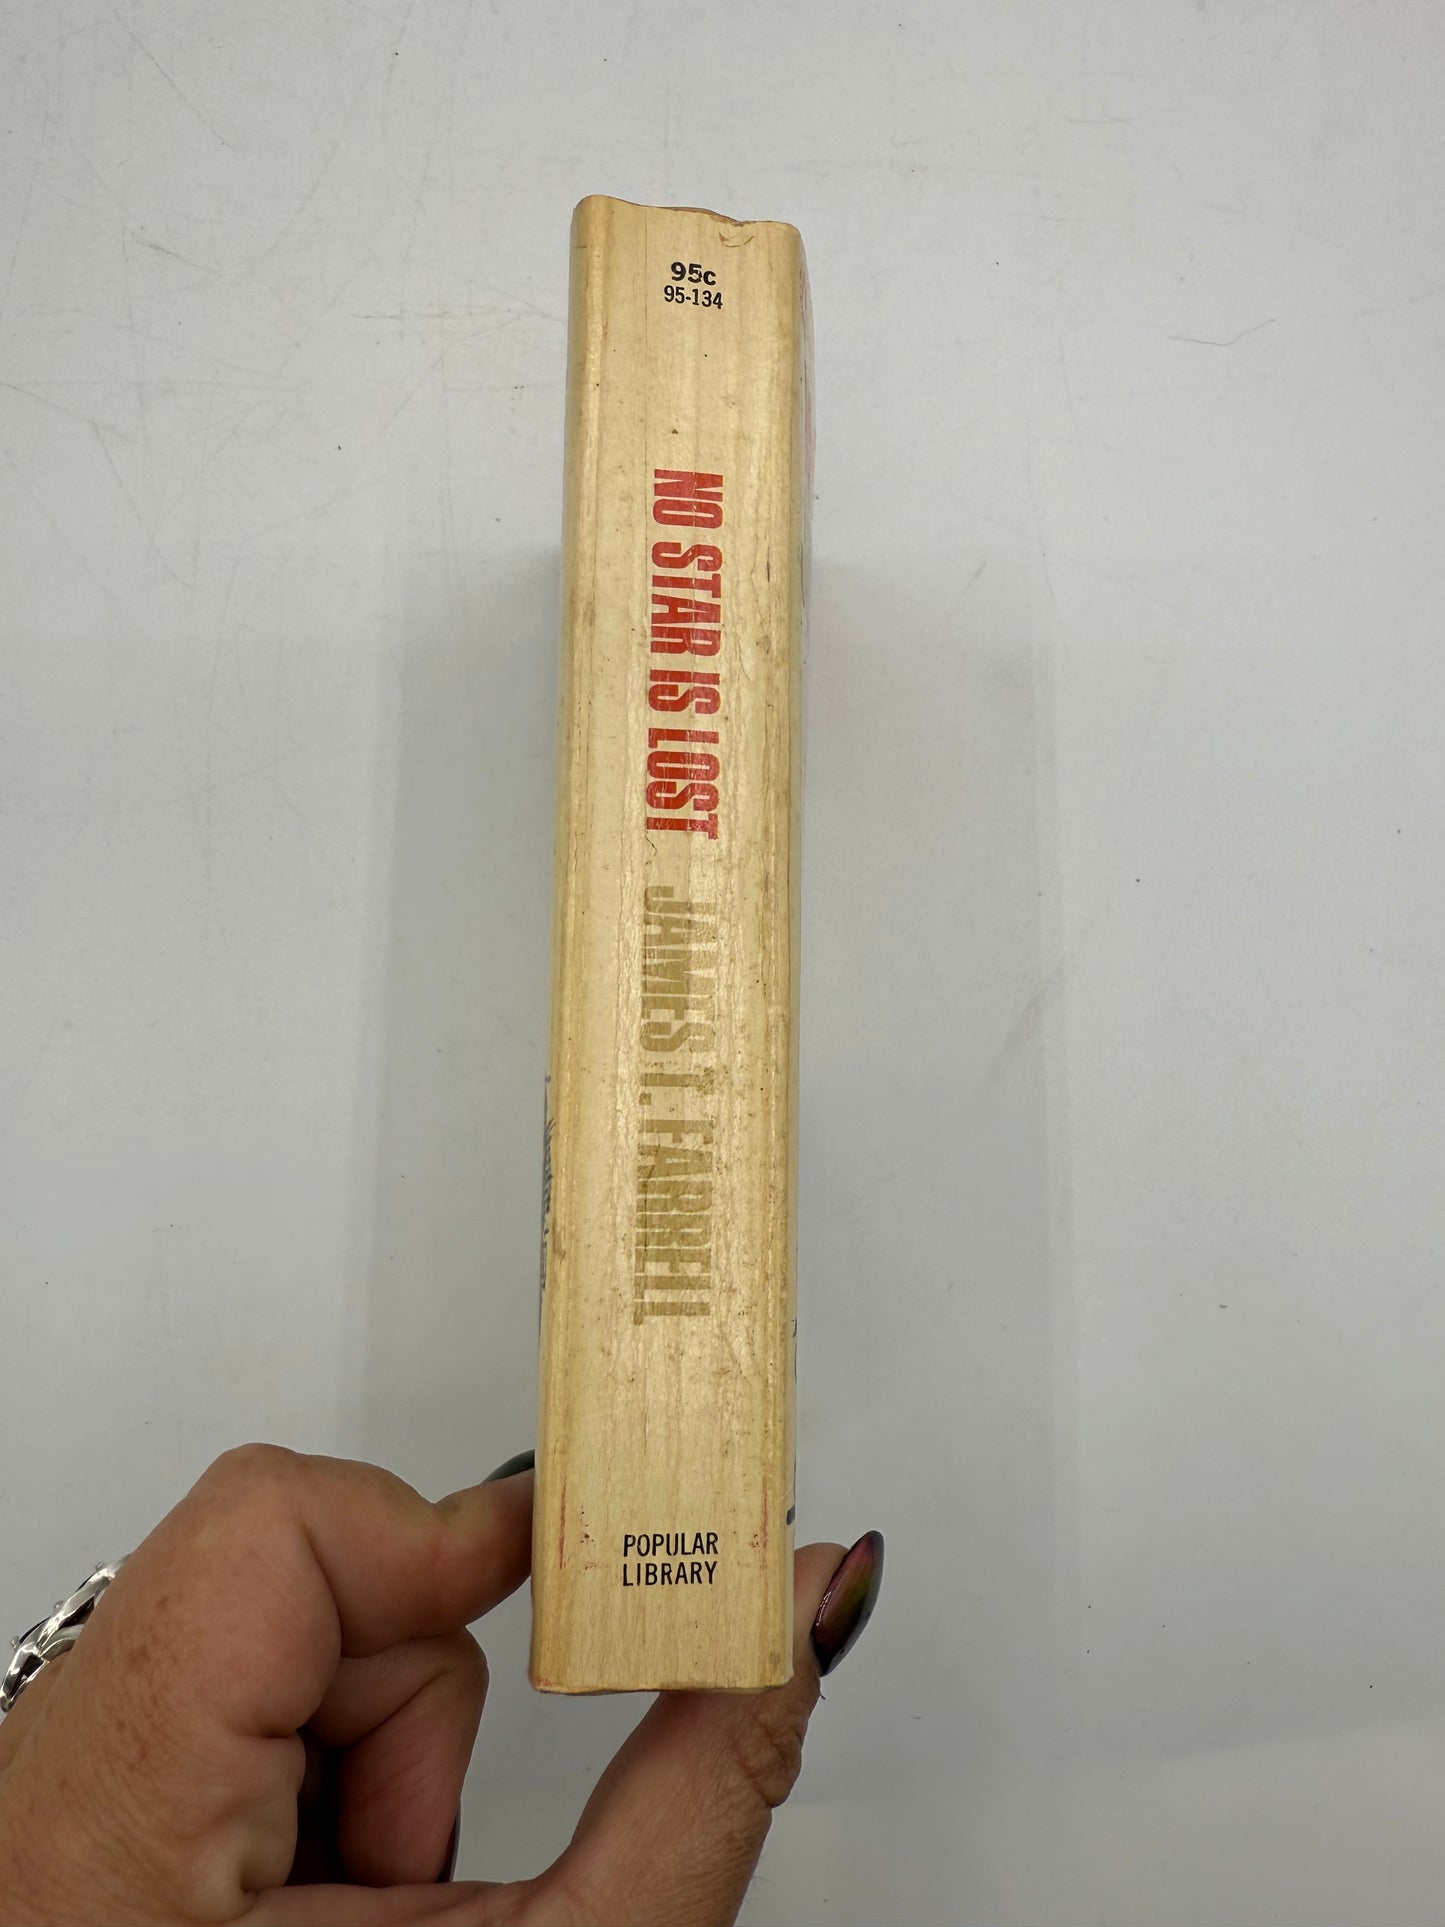 95c
95-134
NO STAR IS LOST JAMES T. FARRELL
POPULAR
LIBRARY